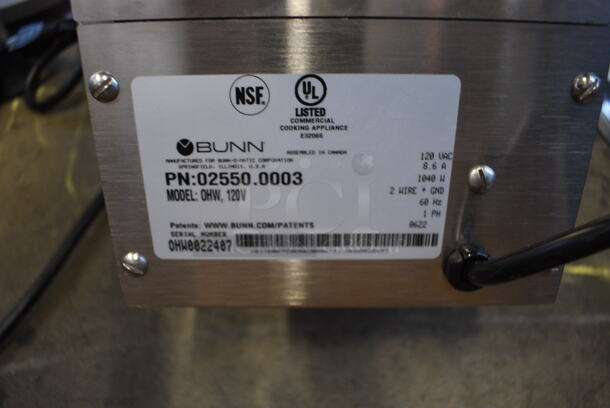 NSF
UL
LISTED
COMMERCIAL
COOKING APPLIANCE
E32066
BUNN
ASSEMBLED IN CANADA
MANUFACTURED FOR BUNN-O-MATIC CORPORATION
SPRINGFIELD, ILLINOIS, U.S.A
PN:02550.0003
MODEL: OHW, 120V
120 VAC
8.6 A
1040 W
2 WIRE + GND
60 Hz
1 PH
0622
Patents: WWW.BUNN.COM/PATENTS
SERIAL NUMBER
OHW0022407
PCI